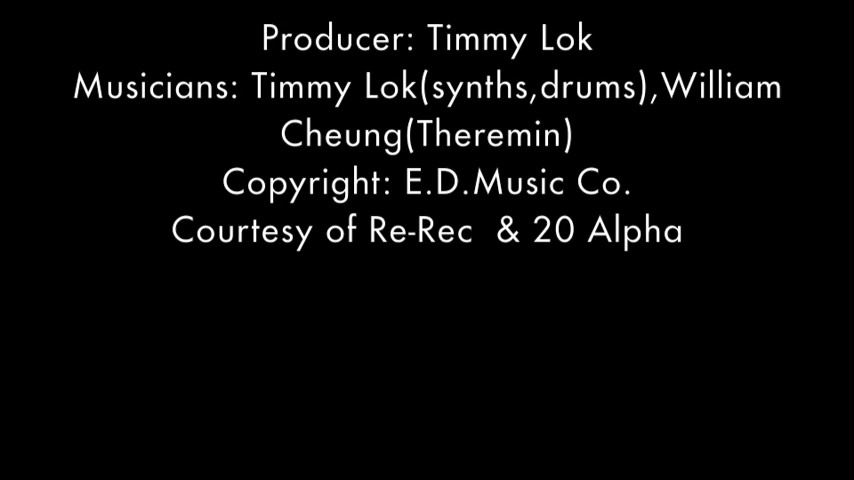 Producer: Timmy Lok
Musicians: Timmy Lok(synths,drums),William
Cheung(Theremin)
Copyright: E.D.Music Co.
Courtesy of Re-Rec  & 20 Alpha